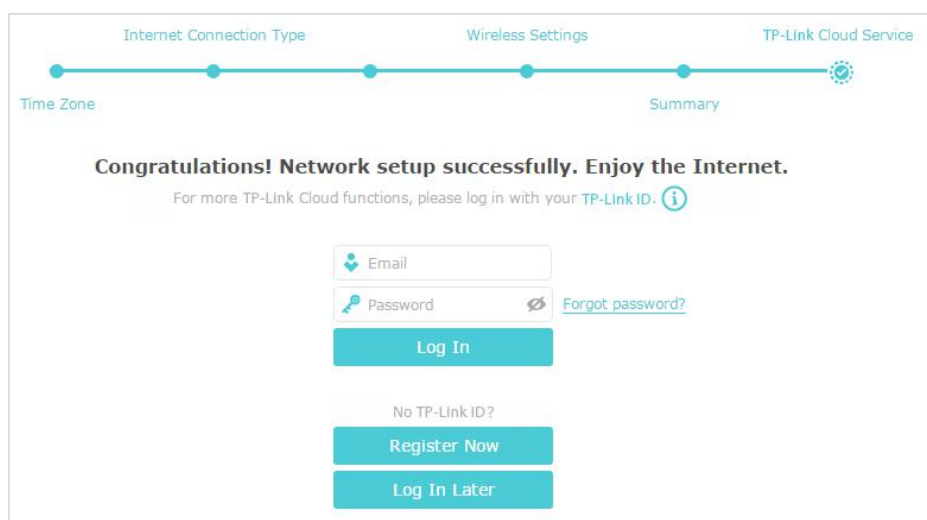 Internet Connection Type Wireless Settings TP-Link Cloud Service
Time Zone Summary
Congratulations! Network setup successfully. Enjoy the Internet.
For more TP-Link Cloud functions, please log in with your TP-Link ID.
Email
Password Forgot password?
Log In
No TP-Link ID?
Register Now
Log In Later